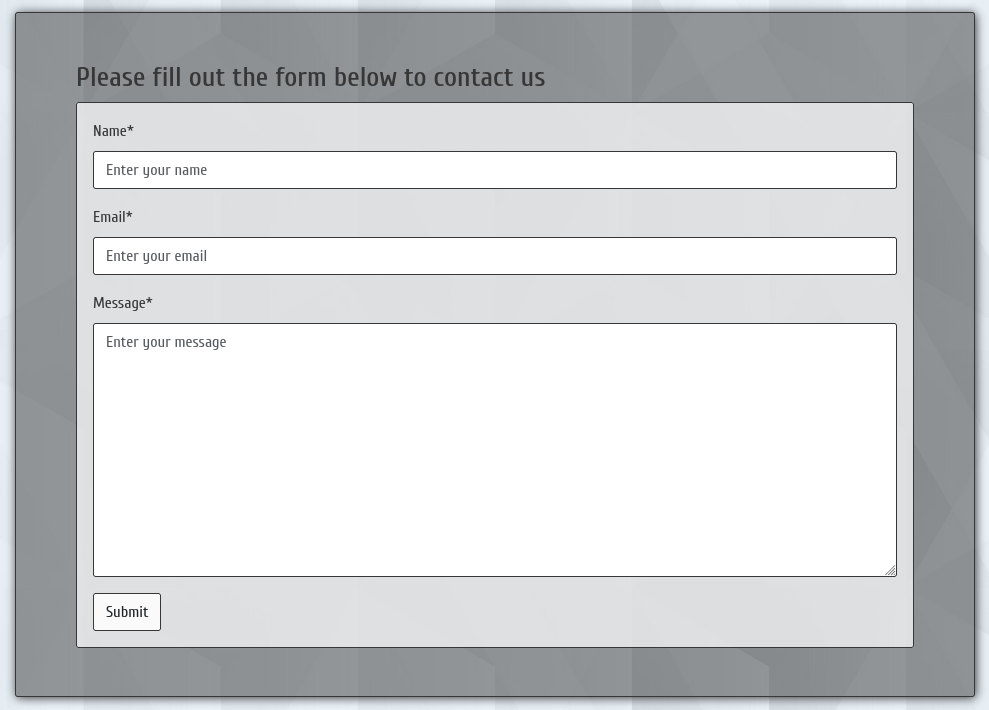 Please fill out the form below to contact us
Name*
Enter your name
Email*
Enter your email
Message*
Enter your message
Submit